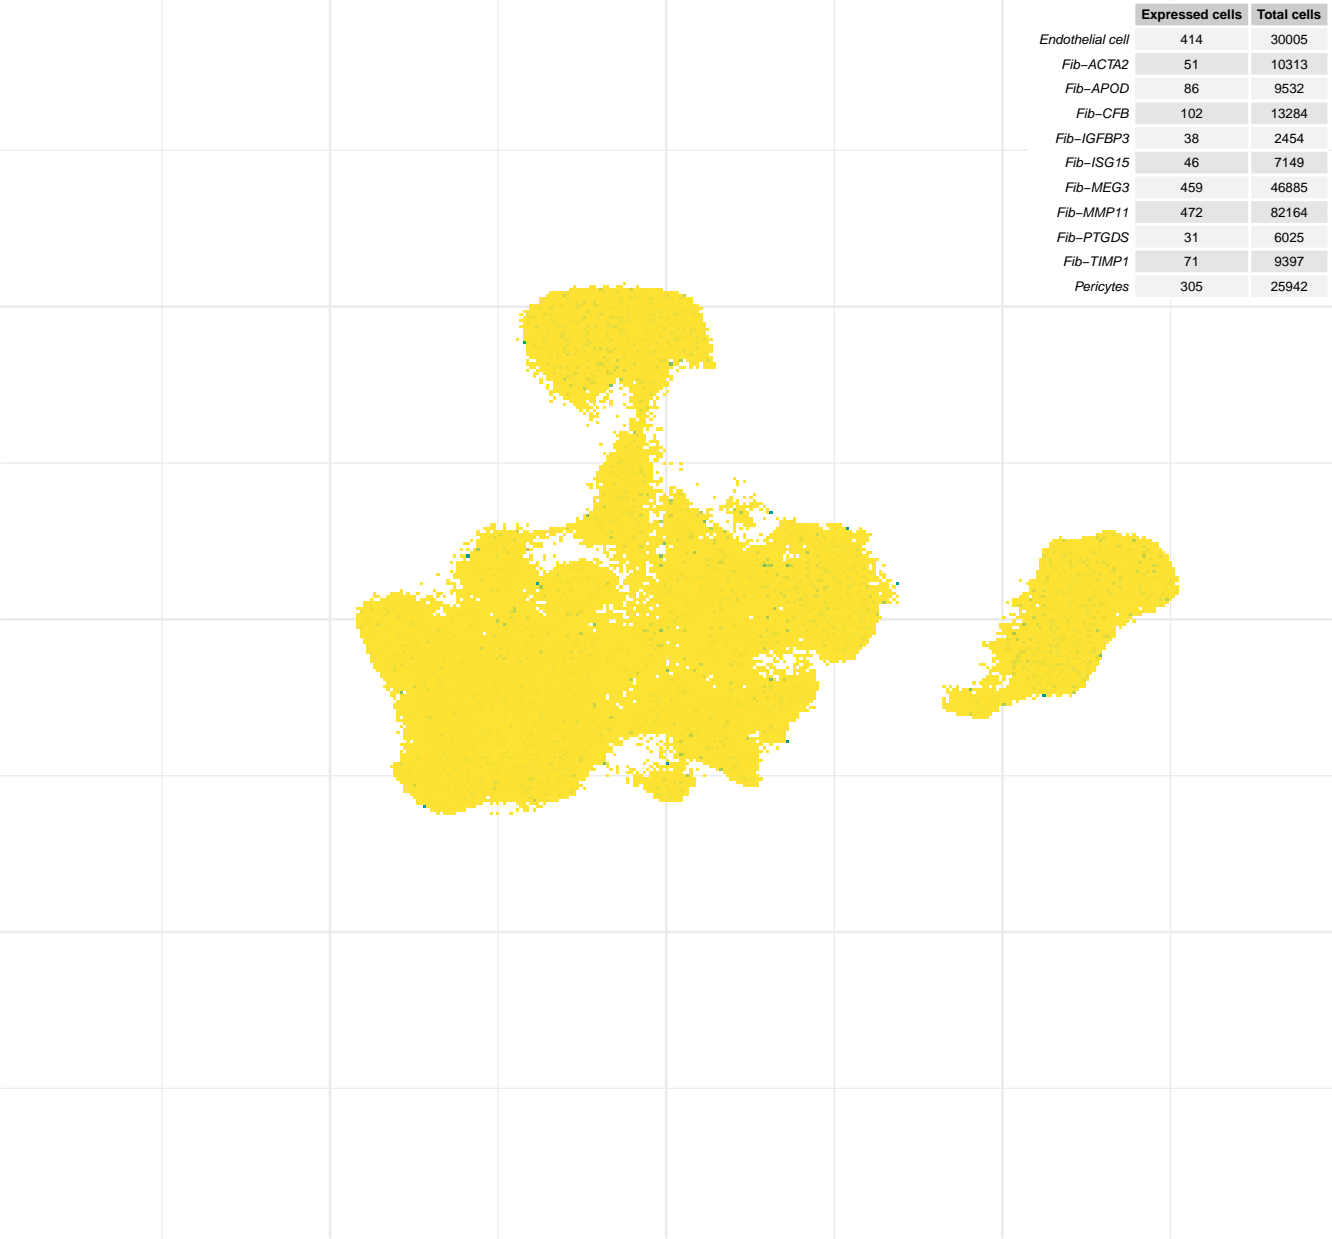 Expressed cells Total cells
Endothelial cell 414 30005
Fib−ACTA2 51 10313
Fib−APOD 86 9532
Fib−CFB 102 13284
Fib−IGFBP3 38 2454
Fib−ISG15 46 7149
Fib−MEG3 459 46885
Fib−MMP11 472 82164
Fib−PTGDS 31 6025
Fib−TIMP1 71 9397
Pericytes 305 25942